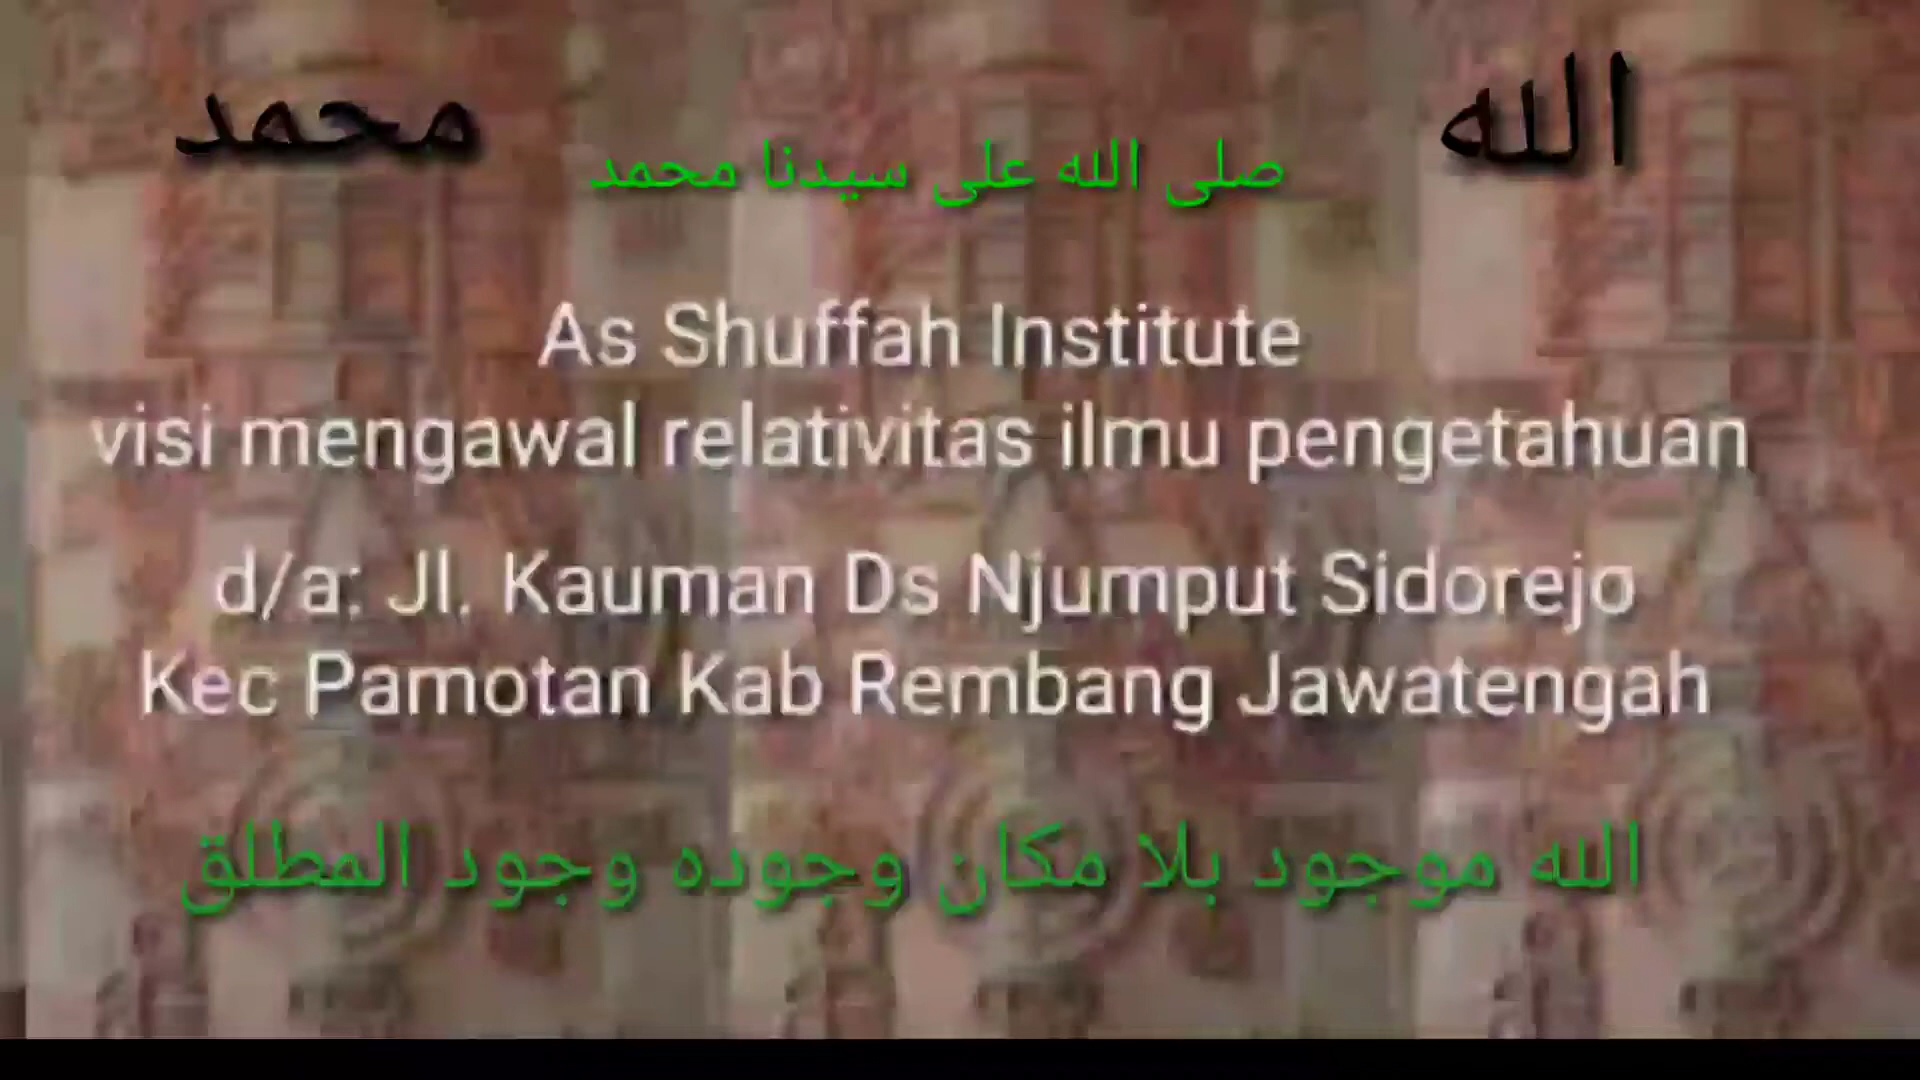 الله
محمد
صلى الله على سيدنا محمد
As Shuffah Institute
visi mengawal relativitas ilmu pengetahuan
d/a: Jl. Kauman Ds Njumput Sidorejo
Kec Pamotan Kab Rembang Jawatengah
الله موجود بلا مكان وجوده وجود المطلق